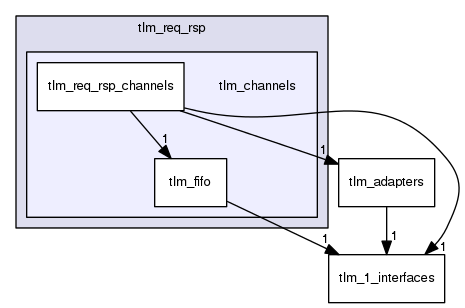 tlm_req_rsp
tlm_req_rsp_channels
tlm_channels
1
1
tlm_fifo
tlm_adapters
1
1
1
tlm_1_interfaces